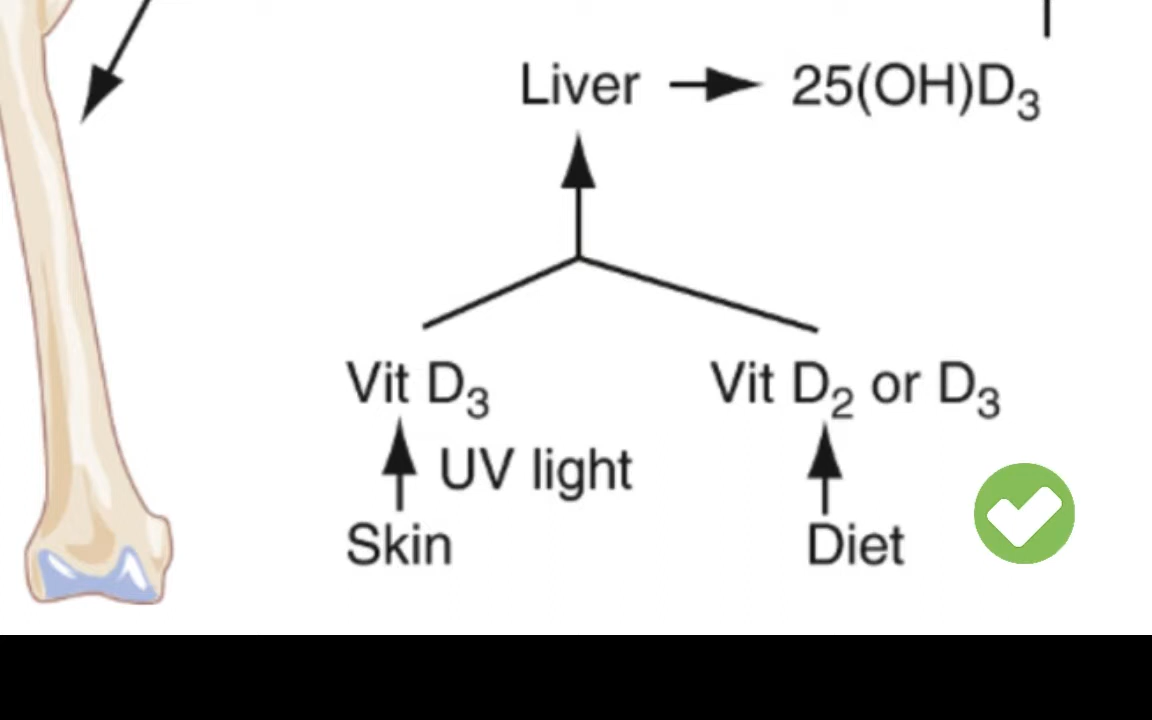 Liver 25(OH)D₃
Vit D₃ Vit D₂ or D₃
UV light
Skin Diet